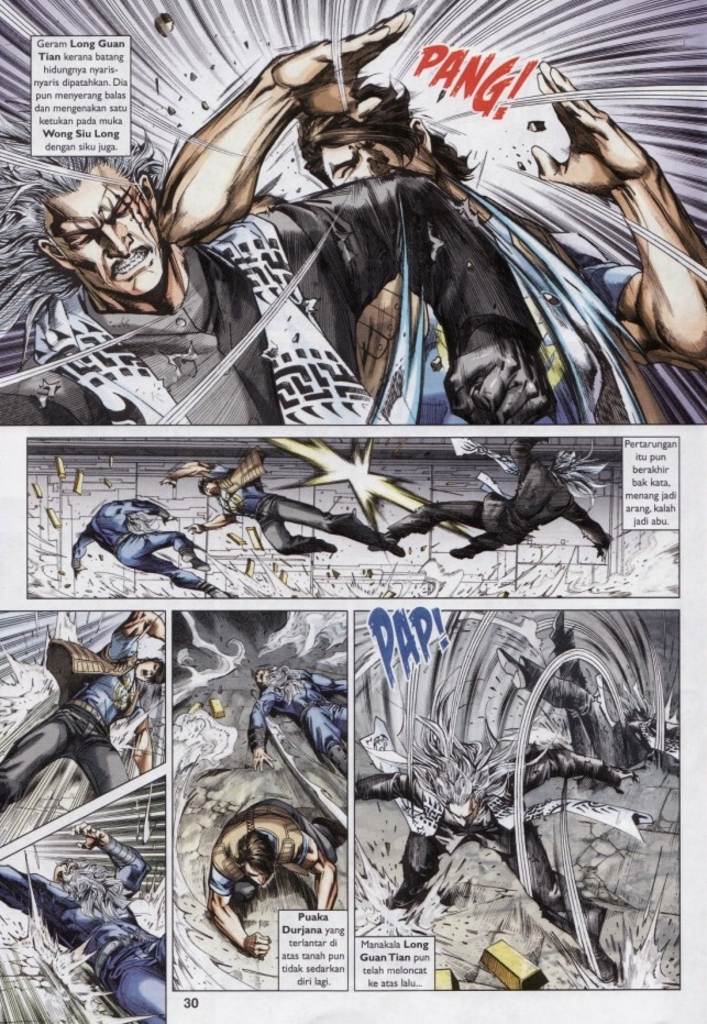 Geram Long Guan
Tian kerana batang
hidungnya nyaris-
nyaris dipatahkan. Dia
pun menyerang balas
dan mengenakan satu
ketukan pada muka
Wong Siu Long
dengan siku juga.
PANG!
Pertarungan
itu pun
berakhir
bak kata,
menang jadi
arang, kalah
jadi abu.
Puaka
Durjana yang
terlantar di
atas tanah pun
tidak sedarkan
diri lagi.
PAP!
Manakala Long
Guan Tian pun
telah meloncat
ke atas lalu...
30